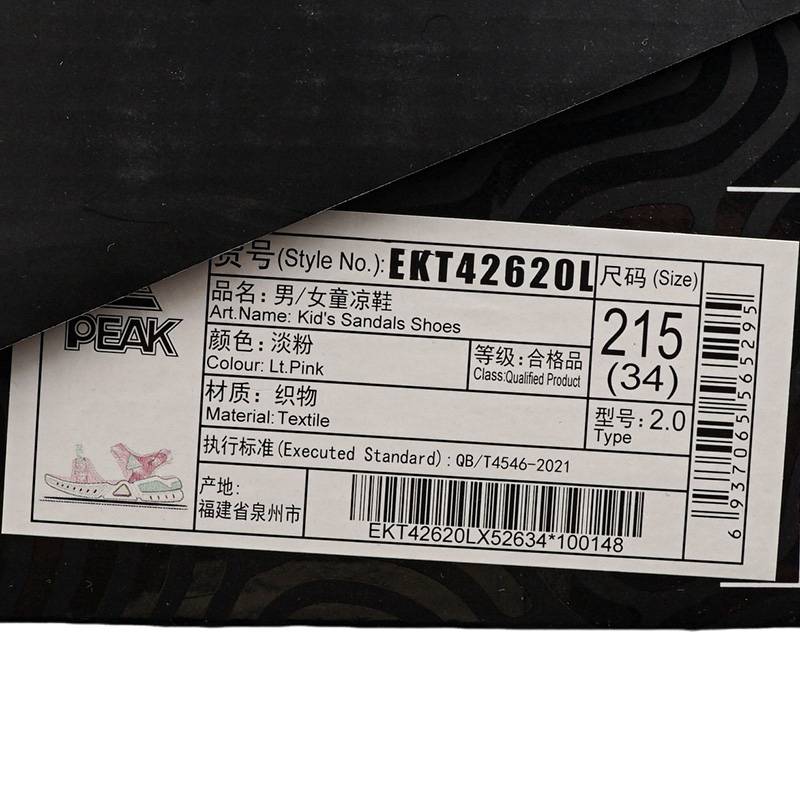 货号(Style No.): EKT42620L
尺码 (Size)
品名: 男/女童凉鞋
Art.Name: Kid's Sandals Shoes
215
(34)
PEAK
颜色: 淡粉
Colour: Lt.Pink
等级: 合格品
Class:Qualified Product
材质: 织物
Material: Textile
型号: 2.0
Type
执行标准(Executed Standard): QB/T4546-2021
产地:
福建省泉州市
EKT42620LX52634*100148
6937065565295